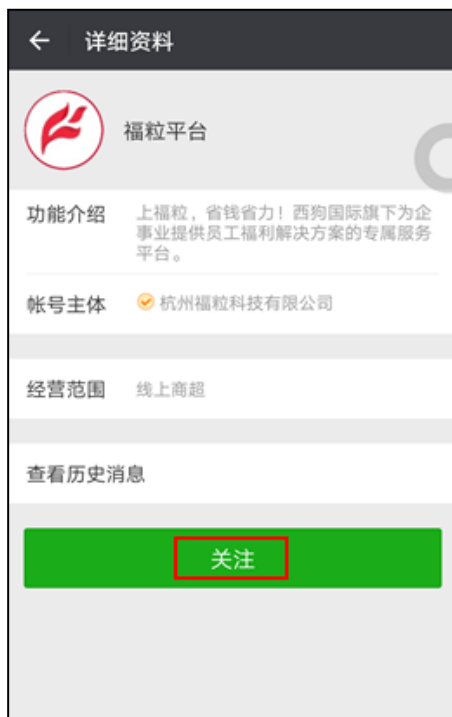 详细资料
福粒平台
功能介绍
上福粒，省钱省力！西狗国际旗下为企
事业提供员工福利解决方案的专属服务
平台。
帐号主体
杭州福粒科技有限公司
经营范围
线上商超
查看历史消息
关注